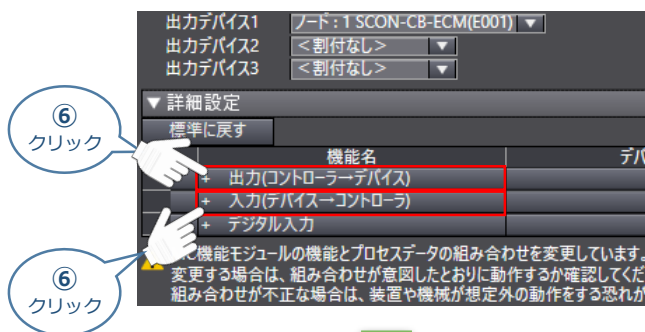 出力デバイス1 ノード : 1 SCON-CB-ECM(E001) ▼
出力デバイス2 <割付なし> ▼
出力デバイス3 <割付なし> ▼
▼ 詳細設定
⑥
クリック
標準に戻す
機能名
+ 出力(コントローラ→デバイス)
+ 入力(デバイス→コントローラ)
+ デジタル入力
機能モジュールの機能とプロセスデータの組み合わせを変更しています。
変更する場合は、組み合わせが意図したとおりに動作するか確認してくだ
組み合わせが不正な場合は、装置や機械が想定外の動作をする恐れが
⑥
クリック